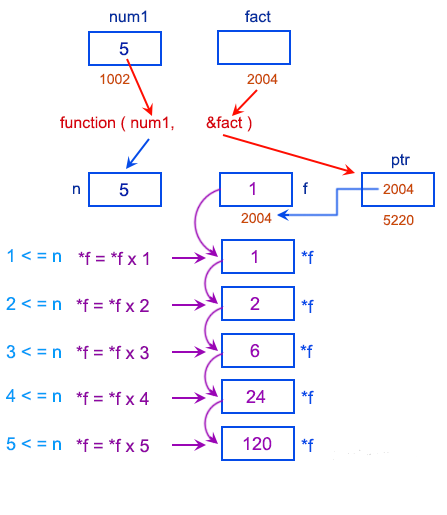 num1 fact
5
1002 2004
function ( num1, &fact )
ptr
n 5 1 f 2004
2004 5220
1 < = n *f = *f x 1 1 *f
2 < = n *f = *f x 2 2 *f
3 < = n *f = *f x 3 6 *f
4 < = n *f = *f x 4 24 *f
5 < = n *f = *f x 5 120 *f